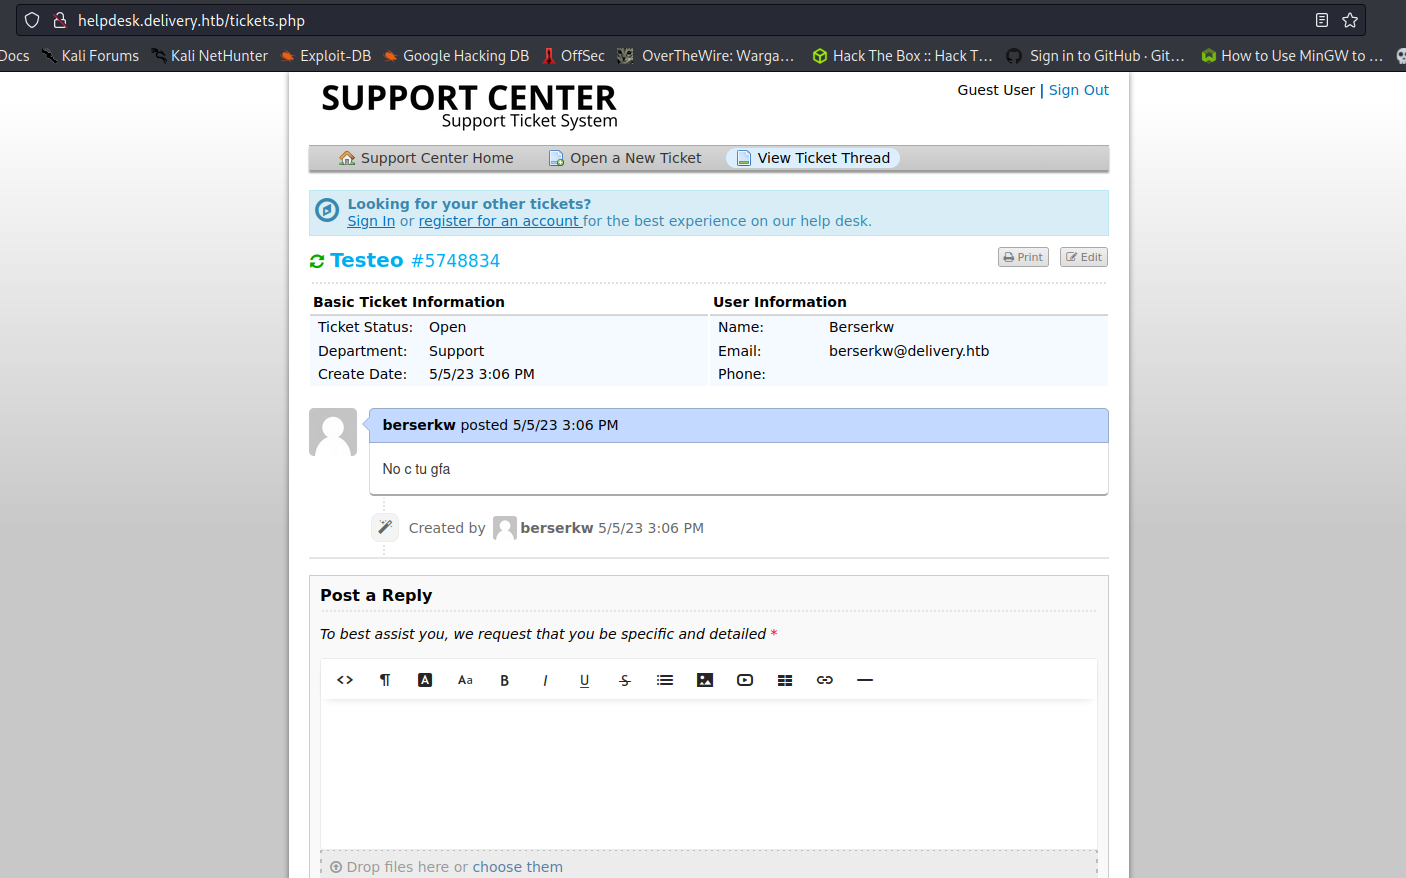 helpdesk.delivery.htb/tickets.php
Docs Kali Forums Kali NetHunter Exploit-DB Google Hacking DB OffSec OverTheWire: Warga… Hack The Box :: Hack T… Sign in to GitHub · Git… How to Use MinGW to …
SUPPORT CENTER
Support Ticket System
Guest User | Sign Out
Support Center Home Open a New Ticket View Ticket Thread
Looking for your other tickets?
Sign In or register for an account for the best experience on our help desk.
Testeo #5748834
Print Edit
Basic Ticket Information
Ticket Status: Open
Department: Support
Create Date: 5/5/23 3:06 PM
User Information
Name: Berserkw
Email: berserkw@delivery.htb
Phone:
berserkw posted 5/5/23 3:06 PM
No c tu gfa
Created by berserkw 5/5/23 3:06 PM
Post a Reply
To best assist you, we request that you be specific and detailed *
<> ¶ A Aa B I U S
Drop files here or choose them